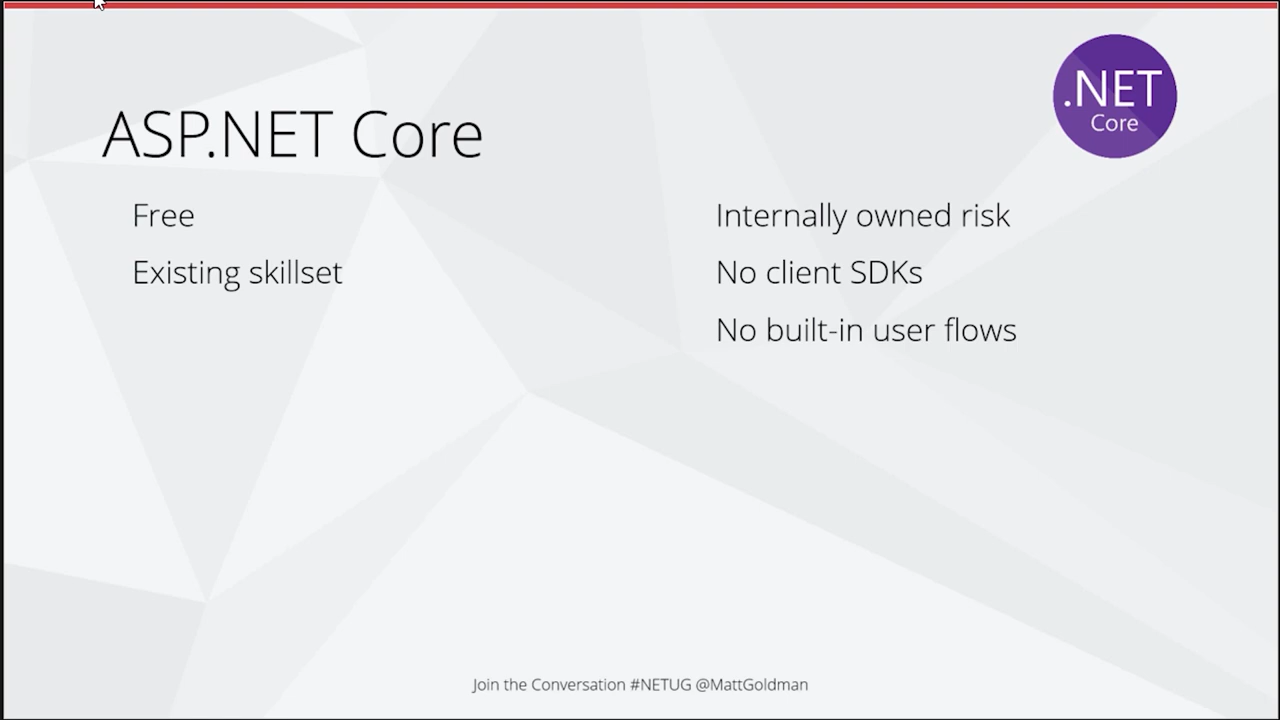 .NET
Core
ASP.NET Core
Free
Existing skillset
Internally owned risk
No client SDKs
No built-in user flows
Join the Conversation #NETUG @MattGoldman